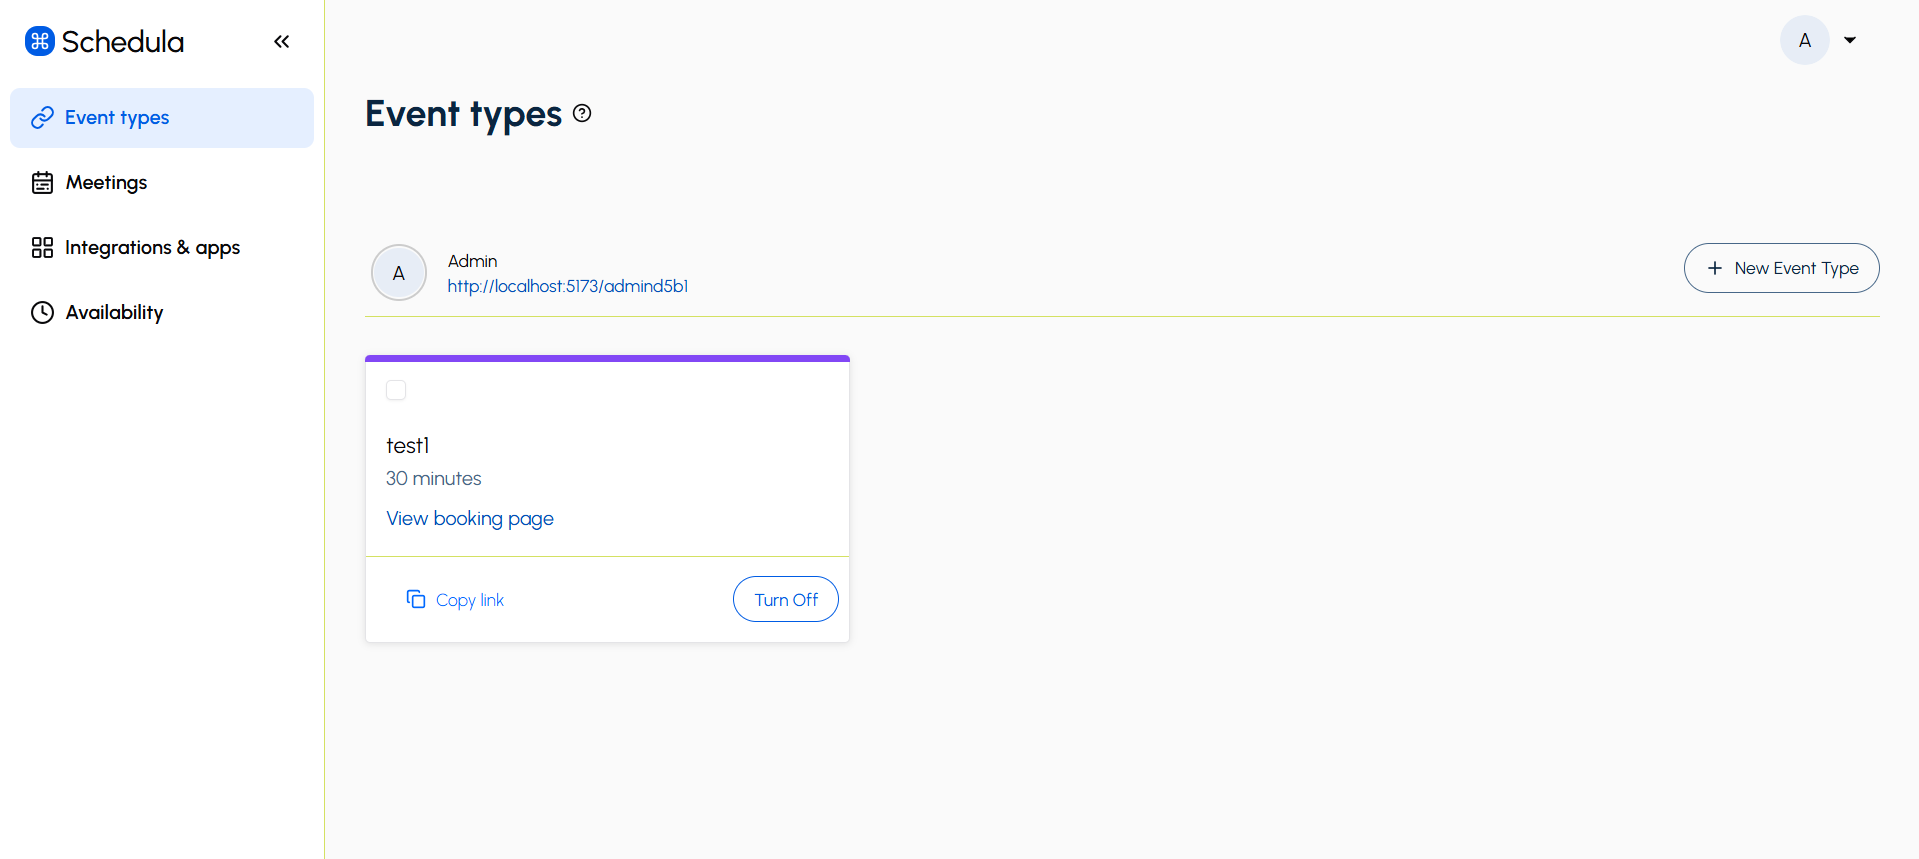 Schedula
Event types
Meetings
Integrations & apps
Availability
A
Event types
A
Admin
http://localhost:5173/admind5b1
New Event Type
test1
30 minutes
View booking page
Copy link
Turn Off